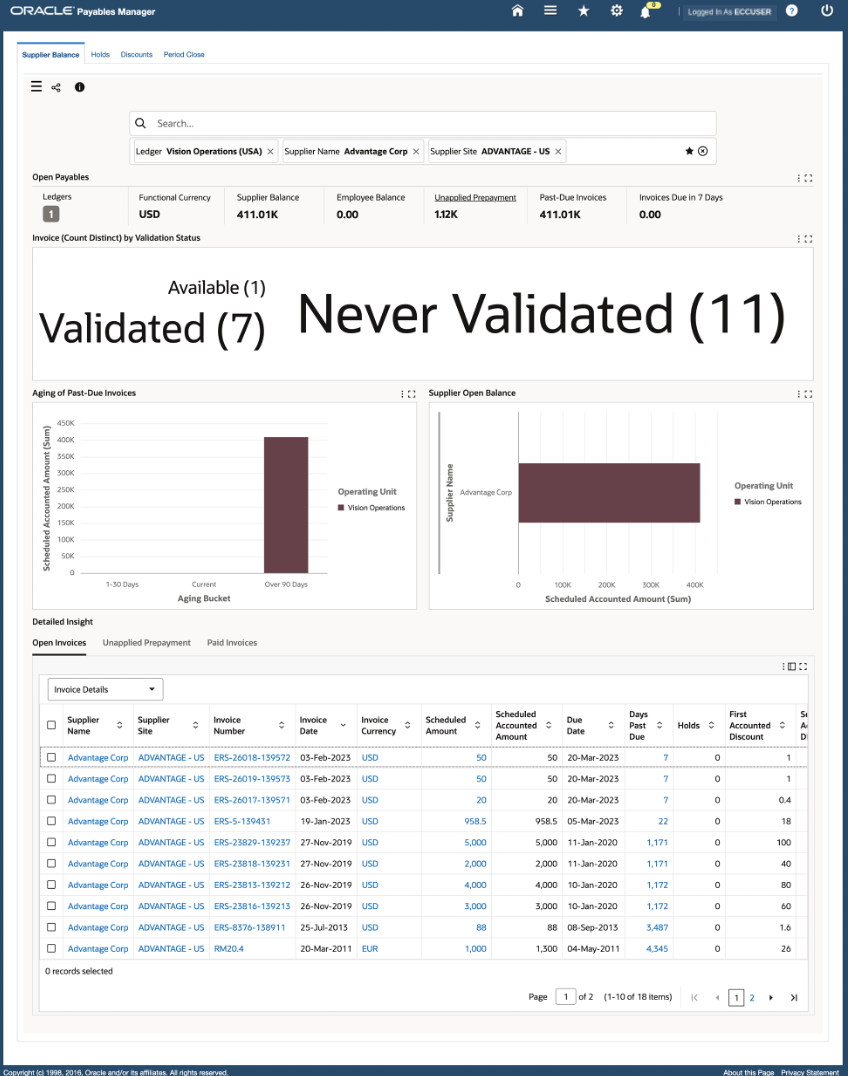 ORACLE Payables Manager
Logged In As ECCUSER
Supplier Balance Holds Discounts Period Close
Search...
Ledger Vision Operations (USA) Supplier Name Advantage Corp Supplier Site ADVANTAGE - US
Open Payables
Ledgers Functional Currency Supplier Balance Employee Balance Unapplied Prepayment Past-Due Invoices Invoices Due in 7 Days
1 USD 411.01K 0.00 1.12K 411.01K 0.00
Invoice (Count Distinct) by Validation Status
Available (1)
Validated (7) Never Validated (11)
Aging of Past-Due Invoices
Scheduled Accounted Amount (Sum)
450K
400K
350K
300K
250K
200K
150K
100K
50K
0
1-30 Days Current Over 90 Days
Aging Bucket
Operating Unit
Vision Operations
Supplier Open Balance
Supplier Name
Advantage Corp
0 100K 200K 300K 400K
Scheduled Accounted Amount (Sum)
Operating Unit
Vision Operations
Detailed Insight
Open Invoices Unapplied Prepayment Paid Invoices
Invoice Details
Supplier Name Supplier Site Invoice Number Invoice Date Invoice Currency Scheduled Amount Scheduled Accounted Amount Due Date Days Past Due Holds First Accounted Discount
Advantage Corp ADVANTAGE - US ERS-26018-139572 03-Feb-2023 USD 50 50 20-Mar-2023 7 0 1
Advantage Corp ADVANTAGE - US ERS-26019-139573 03-Feb-2023 USD 50 50 20-Mar-2023 7 0 1
Advantage Corp ADVANTAGE - US ERS-26017-139571 03-Feb-2023 USD 20 20 20-Mar-2023 7 0 0.4
Advantage Corp ADVANTAGE - US ERS-5-139431 19-Jan-2023 USD 958.5 958.5 05-Mar-2023 22 0 18
Advantage Corp ADVANTAGE - US ERS-23829-139237 27-Nov-2019 USD 5,000 5,000 11-Jan-2020 1,171 0 100
Advantage Corp ADVANTAGE - US ERS-23818-139231 27-Nov-2019 USD 2,000 2,000 11-Jan-2020 1,171 0 40
Advantage Corp ADVANTAGE - US ERS-23813-139212 26-Nov-2019 USD 4,000 4,000 10-Jan-2020 1,172 0 80
Advantage Corp ADVANTAGE - US ERS-23816-139213 26-Nov-2019 USD 3,000 3,000 10-Jan-2020 1,172 0 60
Advantage Corp ADVANTAGE - US ERS-8376-138911 25-Jul-2013 USD 88 88 08-Sep-2013 3,487 0 1.6
Advantage Corp ADVANTAGE - US RM20.4 20-Mar-2011 EUR 1,000 1,300 04-May-2011 4,345 0 26
0 records selected
Page 1 of 2 (1-10 of 18 items) 1 2
Copyright (c) 1998, 2016, Oracle and/or its affiliates. All rights reserved. About this Page Privacy Statement